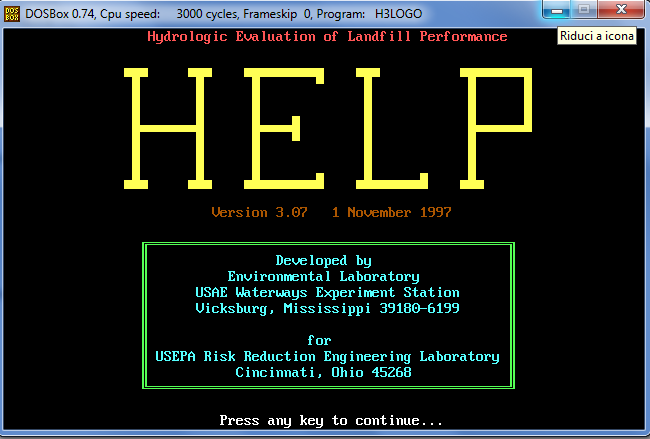 DOSBox 0.74, Cpu speed: 3000 cycles, Frameskip 0, Program: H3LOGO
Hydrologic Evaluation of Landfill Performance
Riduci a icona
HELP
Version 3.07 1 November 1997
Developed by
Environmental Laboratory
USAE Waterways Experiment Station
Vicksburg, Mississippi 39180-6199
for
USEPA Risk Reduction Engineering Laboratory
Cincinnati, Ohio 45268
Press any key to continue...